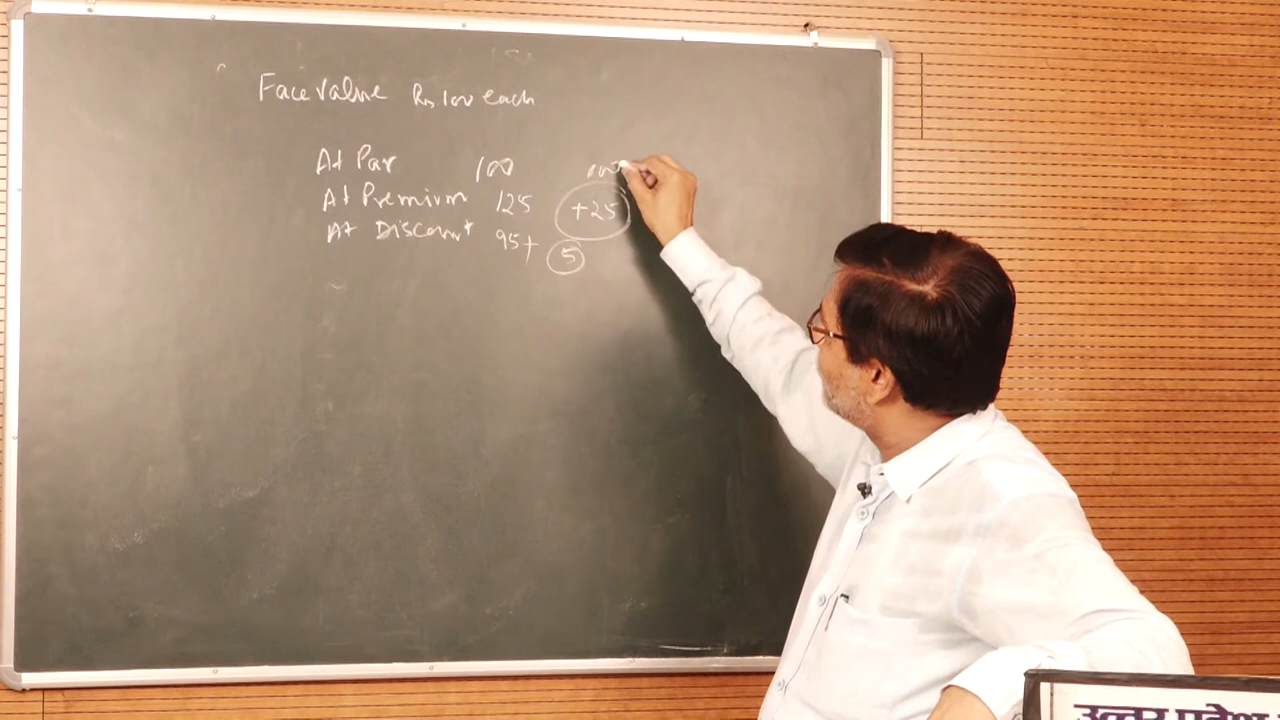 Face Value Rs 100 each
At Par 100 100
At Premium 125 +25
At Discount 95+ 5